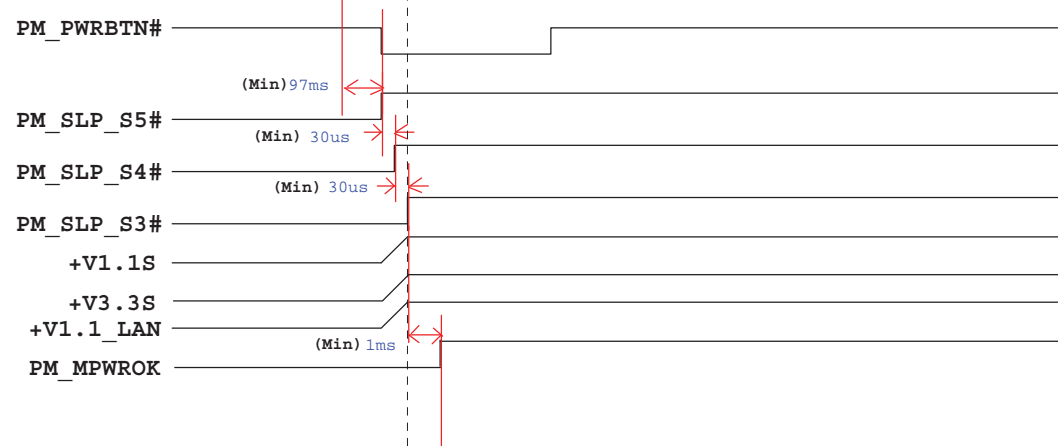 PM_PWRBTN#
(Min)97ms
PM_SLP_S5#
(Min) 30us
PM_SLP_S4#
(Min) 30us
PM_SLP_S3#
+V1.1S
+V3.3S
+V1.1_LAN
(Min) 1ms
PM_MPWROK